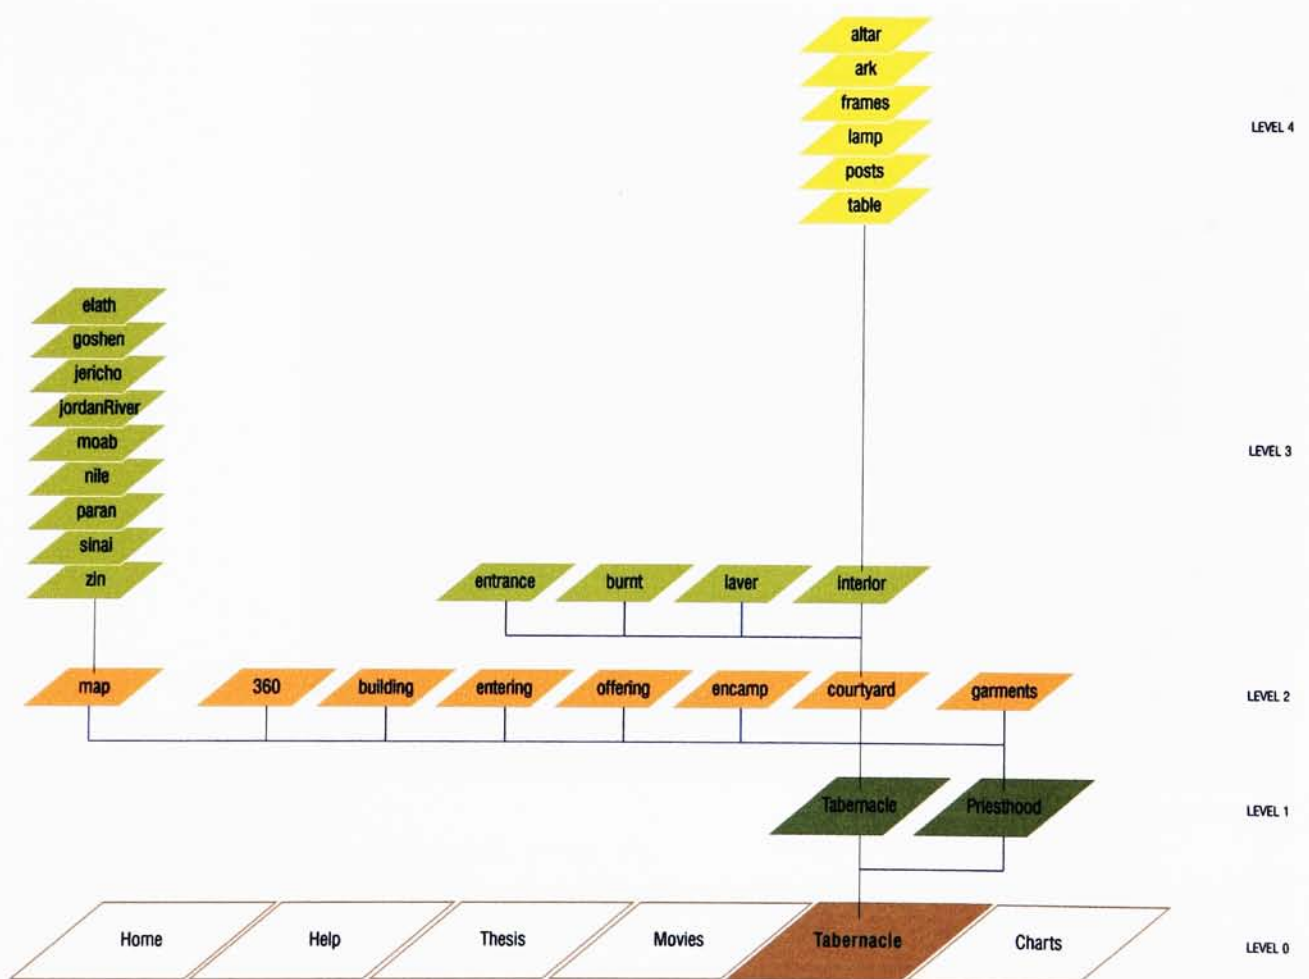 altar
ark
frames
lamp
posts
table
LEVEL 4
elath
goshen
jericho
jordanRiver
moab
nile
paran
sinai
zin
LEVEL 3
entrance burnt laver interior
map 360 building entering offering encamp courtyard garments LEVEL 2
Tabernacle Priesthood LEVEL 1
Home Help Thesis Movies Tabernacle Charts LEVEL 0